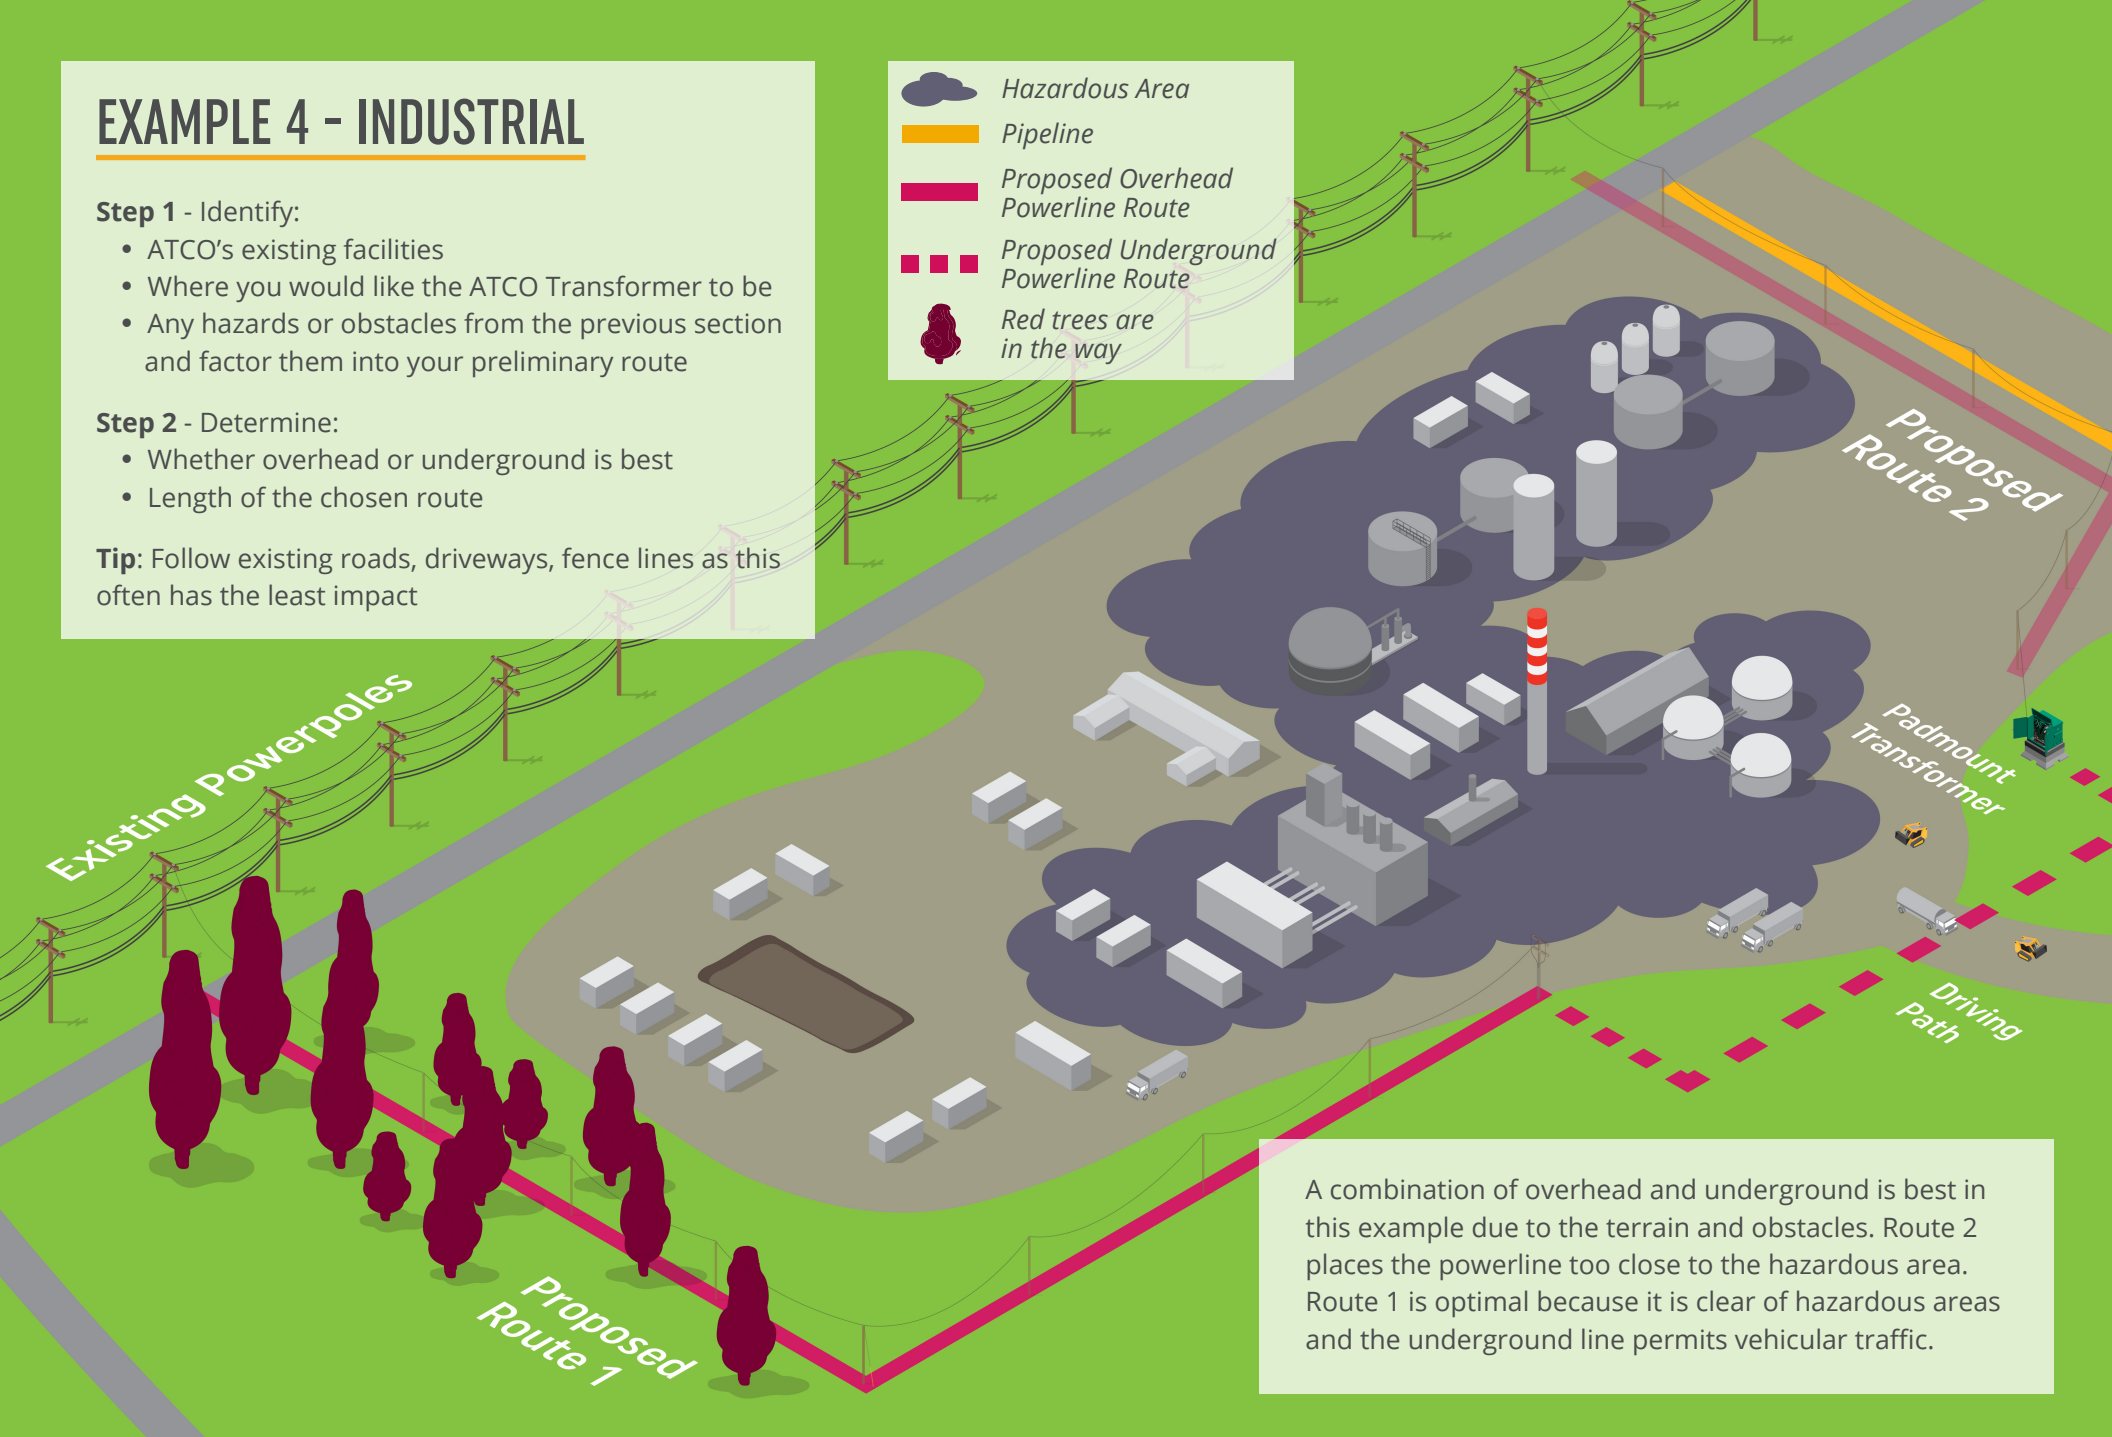 EXAMPLE 4 - INDUSTRIAL
Step 1 - Identify:
• ATCO’s existing facilities
• Where you would like the ATCO Transformer to be
• Any hazards or obstacles from the previous section
and factor them into your preliminary route
Step 2 - Determine:
• Whether overhead or underground is best
• Length of the chosen route
Tip: Follow existing roads, driveways, fence lines as this
often has the least impact
Hazardous Area
Pipeline
Proposed Overhead
Powerline Route
Proposed Underground
Powerline Route
Red trees are
in the way
Proposed
Route 2
Existing Powerpoles
Padmount
Transformer
Driving
Path
Proposed
Route 1
A combination of overhead and underground is best in
this example due to the terrain and obstacles. Route 2
places the powerline too close to the hazardous area.
Route 1 is optimal because it is clear of hazardous areas
and the underground line permits vehicular traffic.